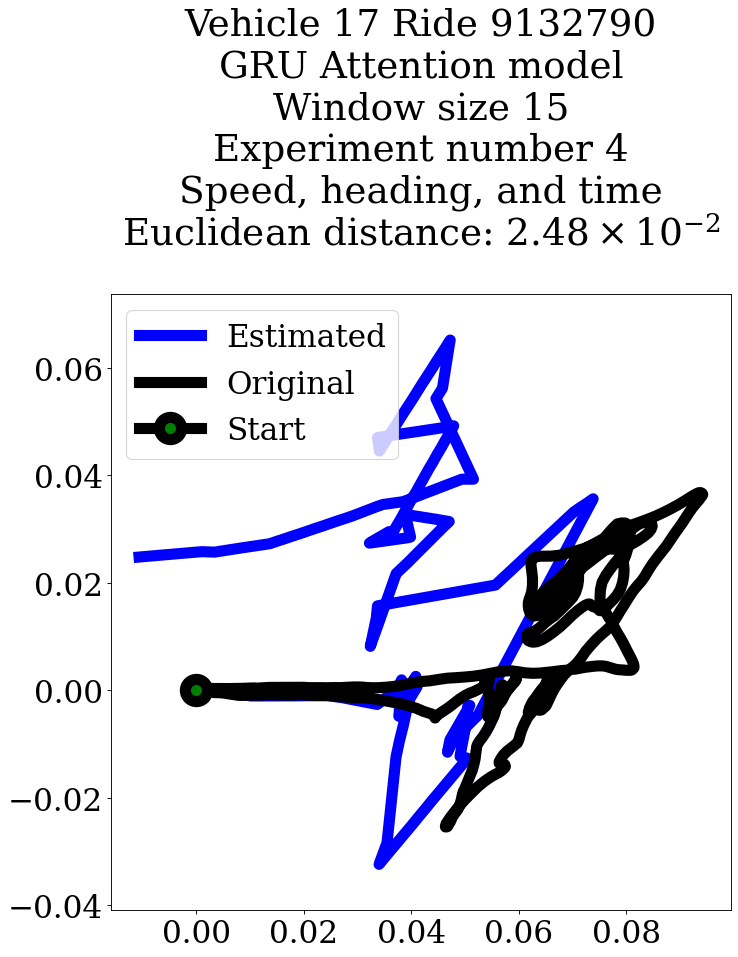 Vehicle 17 Ride 9132790
GRU Attention model
Window size 15
Experiment number 4
Speed, heading, and time
Euclidean distance: 2.48 × 10⁻²
Estimated
Original
Start
0.06
0.04
0.02
0.00
−0.02
−0.04
0.00 0.02 0.04 0.06 0.08